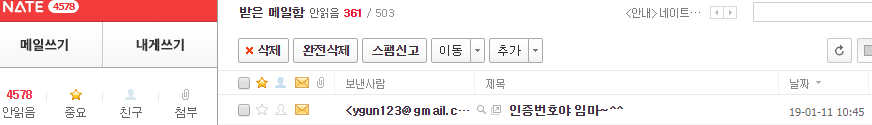 NATE 4578
받은 메일함 안읽음 361 / 503
<안내> 네이트...
메일쓰기 내게쓰기
삭제 완전삭제 스팸신고 이동 추가
4578
안읽음 중요 친구 첨부
보낸사람 제목 날짜
<ygun123@gmail.c... 인증번호야 임마~^^ 19-01-11 10:45